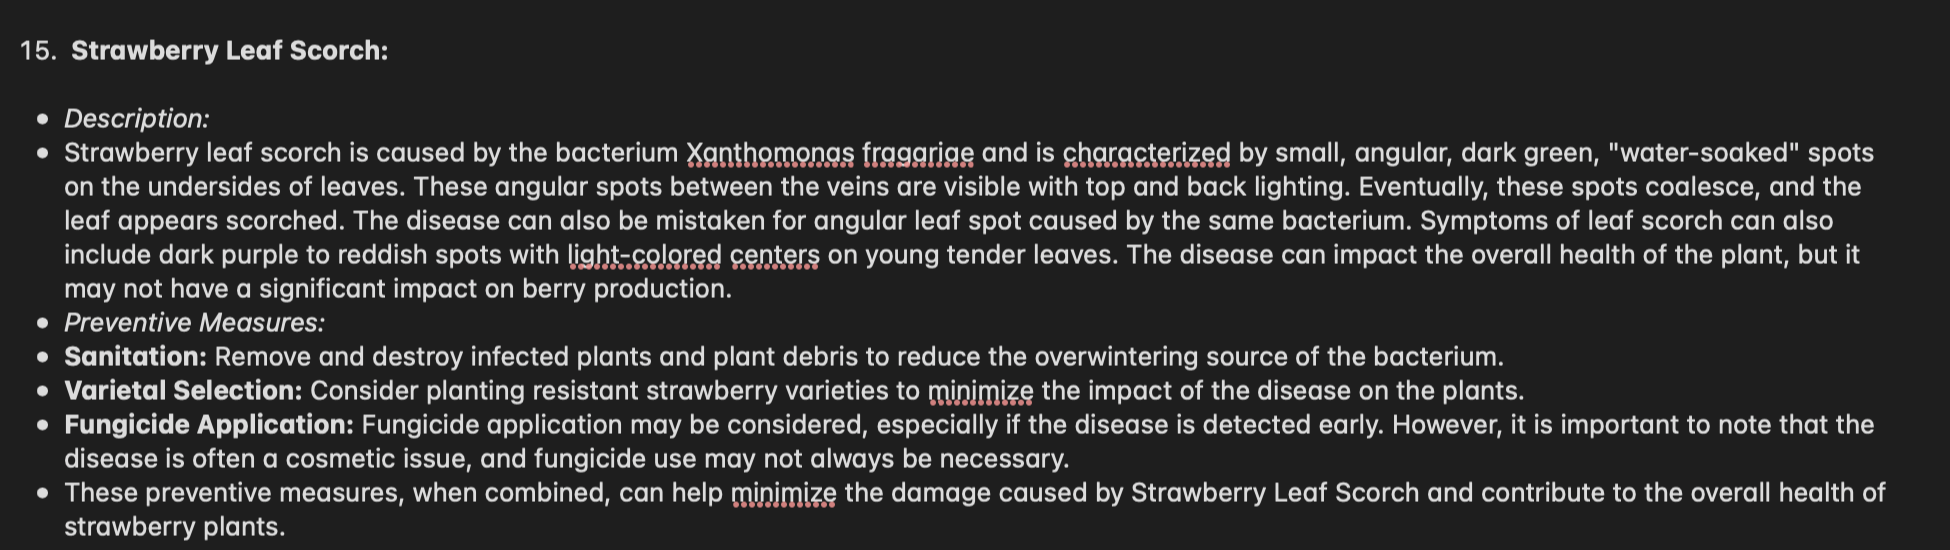 15. Strawberry Leaf Scorch:
• Description:
• Strawberry leaf scorch is caused by the bacterium Xanthomonas fragariae and is characterized by small, angular, dark green, "water-soaked" spots
on the undersides of leaves. These angular spots between the veins are visible with top and back lighting. Eventually, these spots coalesce, and the
leaf appears scorched. The disease can also be mistaken for angular leaf spot caused by the same bacterium. Symptoms of leaf scorch can also
include dark purple to reddish spots with light-colored centers on young tender leaves. The disease can impact the overall health of the plant, but it
may not have a significant impact on berry production.
• Preventive Measures:
• Sanitation: Remove and destroy infected plants and plant debris to reduce the overwintering source of the bacterium.
• Varietal Selection: Consider planting resistant strawberry varieties to minimize the impact of the disease on the plants.
• Fungicide Application: Fungicide application may be considered, especially if the disease is detected early. However, it is important to note that the
disease is often a cosmetic issue, and fungicide use may not always be necessary.
• These preventive measures, when combined, can help minimize the damage caused by Strawberry Leaf Scorch and contribute to the overall health of
strawberry plants.